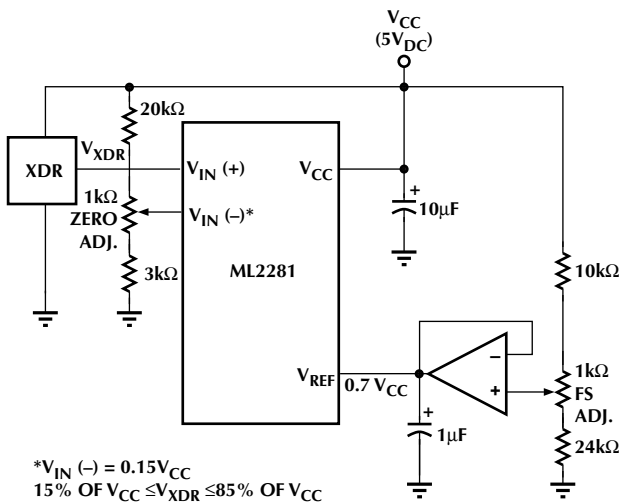 V_CC
(5V_DC)
20kΩ
V_XDR
XDR
V_IN (+)
V_CC
1kΩ
ZERO
ADJ.
V_IN (–)*
+
10µF
3kΩ
ML2281
10kΩ
V_REF
0.7 V_CC
–
+
1kΩ
FS
ADJ.
+
1µF
24kΩ
*V_IN (–) = 0.15V_CC
15% OF V_CC ≤V_XDR ≤85% OF V_CC